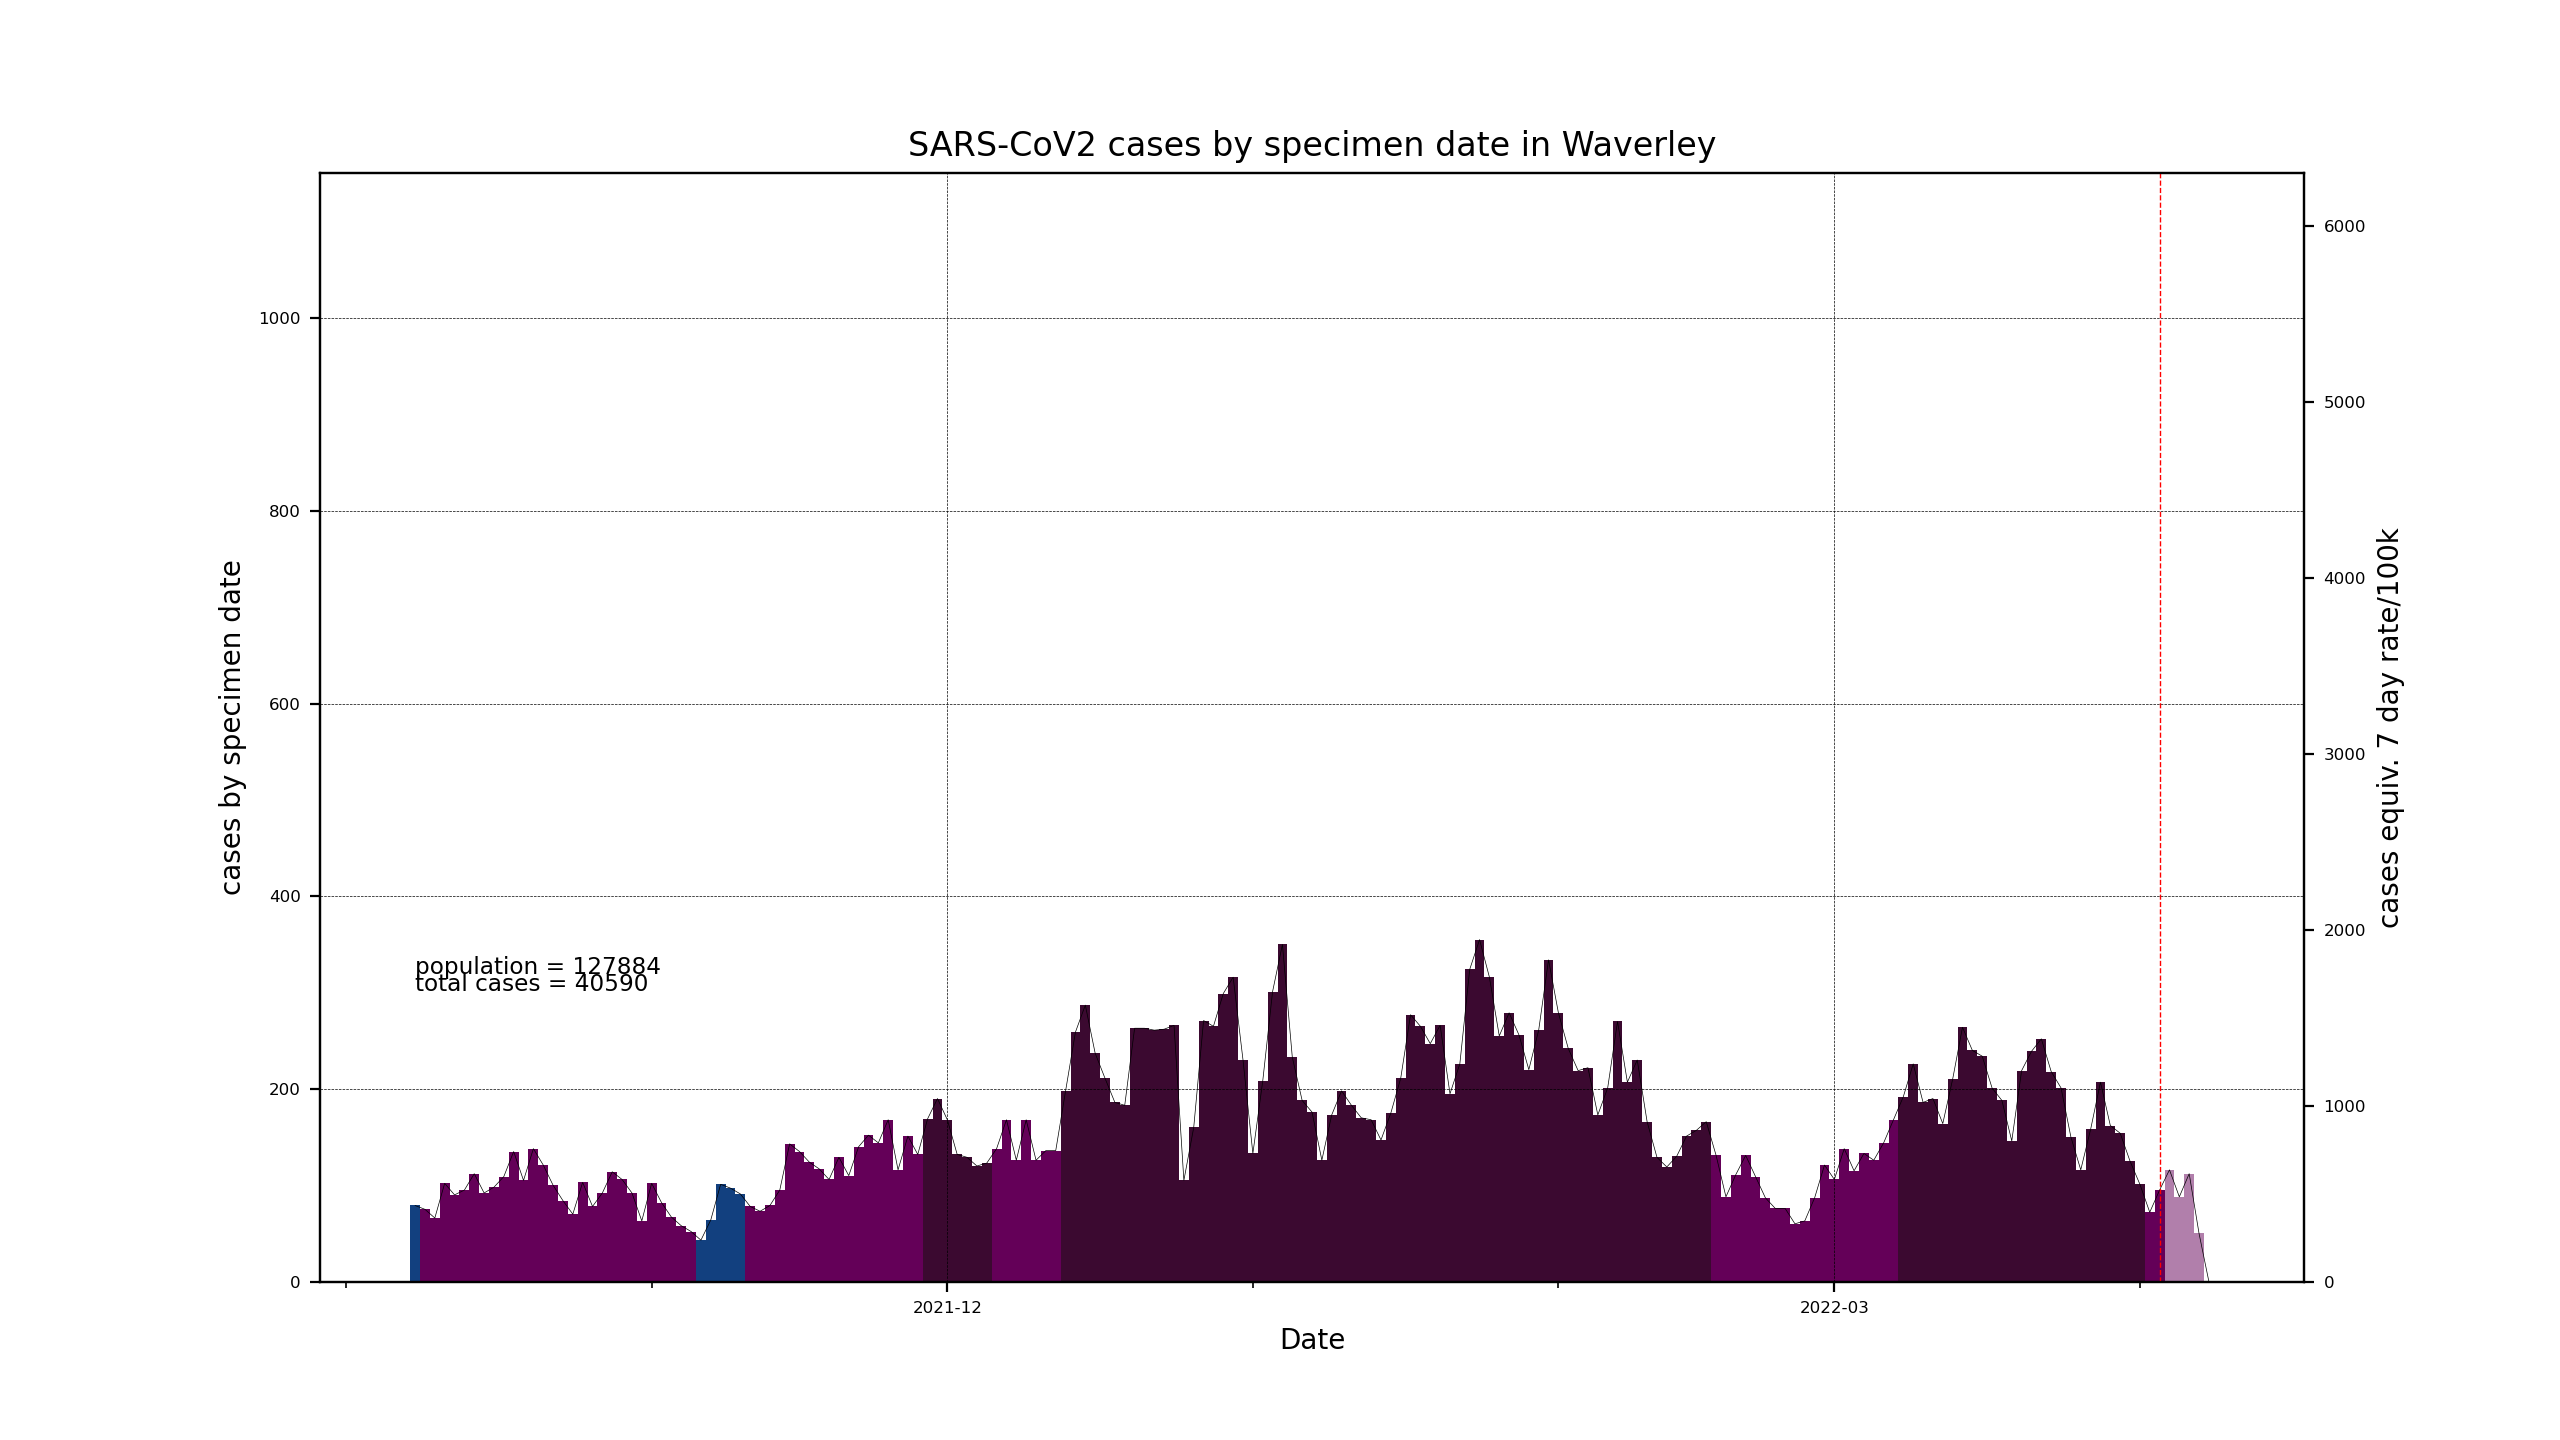 SARS-CoV2 cases by specimen date in Waverley
cases by specimen date
1000
800
600
400
200
0
population = 127884
total cases = 40590
6000
5000
4000
3000
2000
1000
0
cases equiv. 7 day rate/100k
2021-12
2022-03
Date